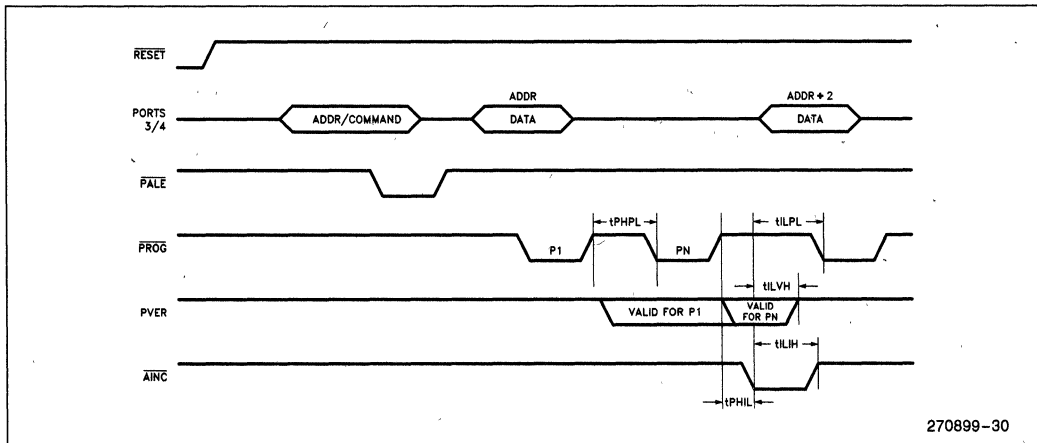 RESET
PORTS
3/4
ADDR/COMMAND
ADDR
DATA
ADDR + 2
DATA
PALE
PROG
P1
tPHPL
PN
tILPL
tILVH
PVER
VALID FOR P1
VALID
FOR PN
tILIH
AINC
tPHIL
270899-30